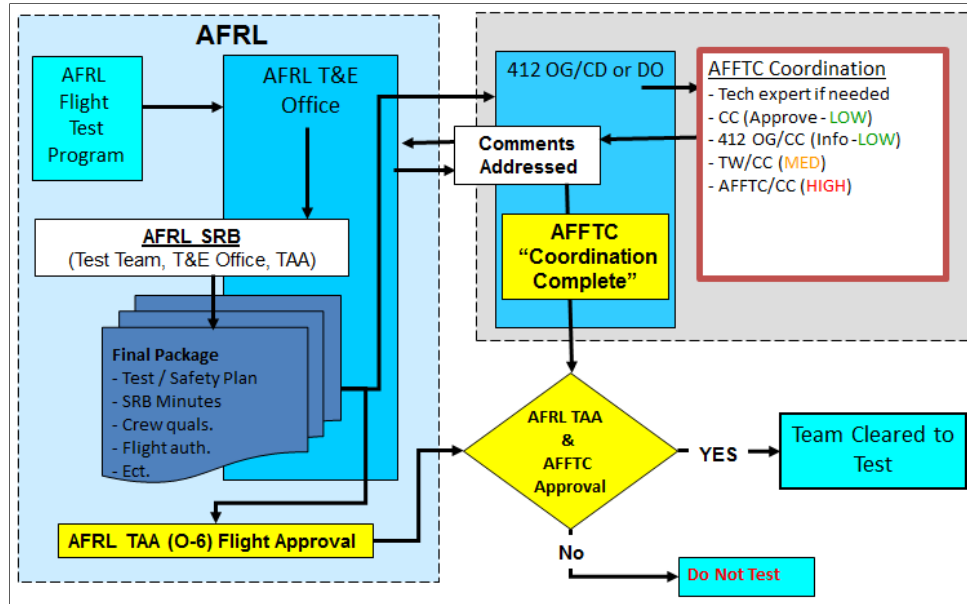 AFRL
AFRL
Flight
Test
Program
AFRL T&E
Office
AFRL SRB
(Test Team, T&E Office, TAA)
Final Package
- Test / Safety Plan
- SRB Minutes
- Crew quals.
- Flight auth.
- Ect.
AFRL TAA (O-6) Flight Approval
412 OG/CD or DO
Comments
Addressed
AFFTC
“Coordination
Complete”
AFFTC Coordination
- Tech expert if needed
- CC (Approve - LOW)
- 412 OG/CC (Info - LOW)
- TW/CC (MED)
- AFFTC/CC (HIGH)
AFRL TAA
&
AFFTC
Approval
YES
Team Cleared to
Test
No
Do Not Test